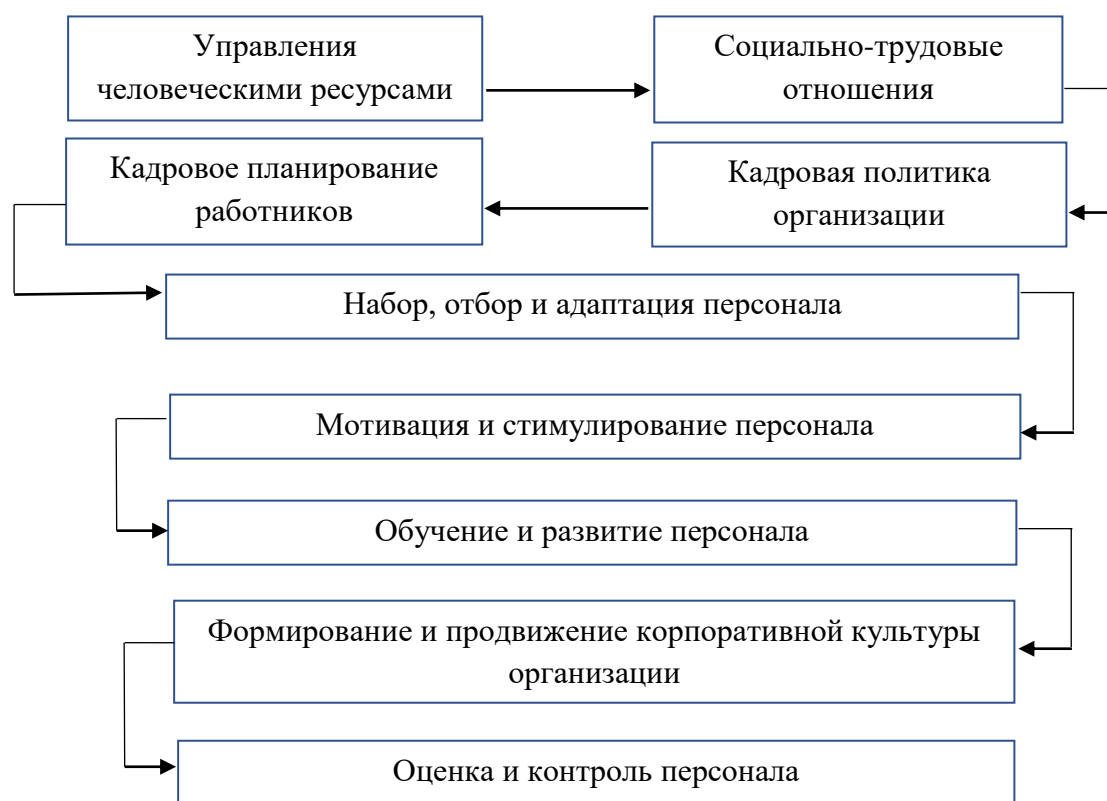 Управления
человеческими ресурсами
Социально-трудовые
отношения
Кадровое планирование
работников
Кадровая политика
организации
Набор, отбор и адаптация персонала
Мотивация и стимулирование персонала
Обучение и развитие персонала
Формирование и продвижение корпоративной культуры
организации
Оценка и контроль персонала